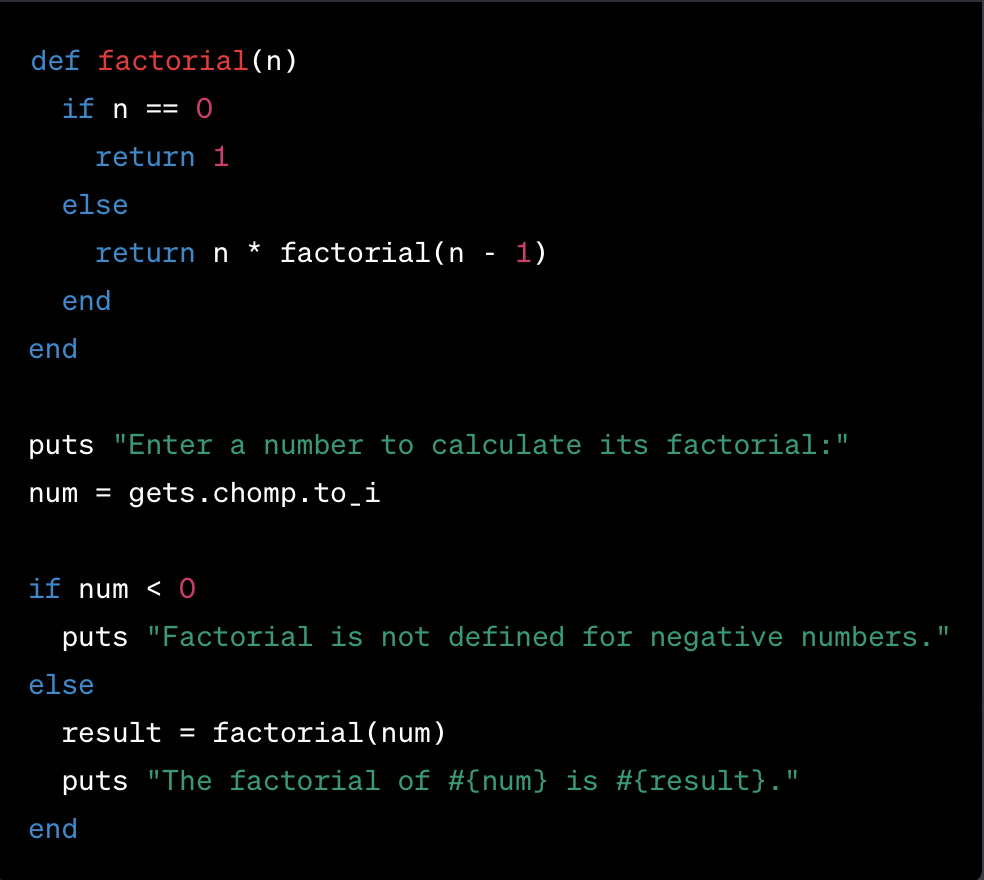 def factorial(n)
  if n == 0
    return 1
  else
    return n * factorial(n - 1)
  end
end

puts "Enter a number to calculate its factorial:"
num = gets.chomp.to_i

if num < 0
  puts "Factorial is not defined for negative numbers."
else
  result = factorial(num)
  puts "The factorial of #{num} is #{result}."
end